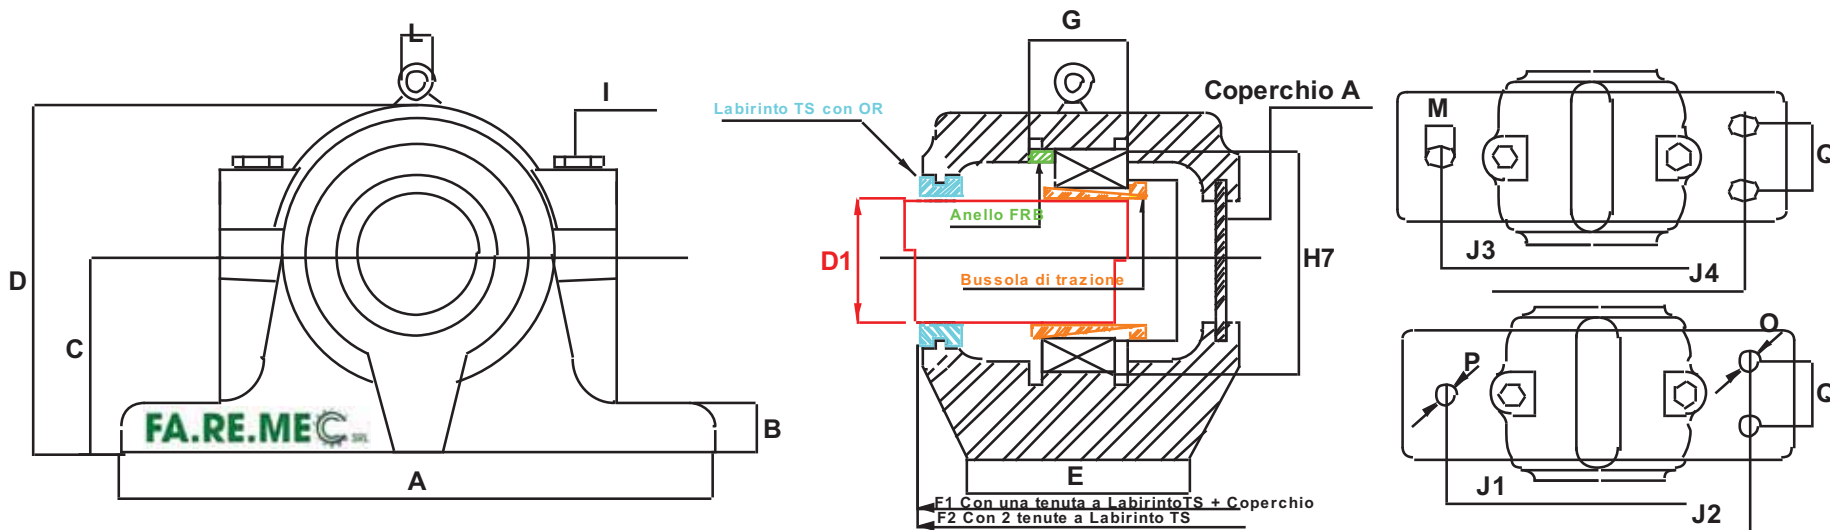 L
I
D
C
B
A
FA.RE.MEC SRL
G
Labirinto TS con OR
Coperchio A
Anello FRB
D1
H7
Bussola di trazione
E
F1 Con una tenuta a LabirintoTS + Coperchio
F2 Con 2 tenute a Labirinto TS
M
Q
J3
J4
O
P
Q
J1
J2